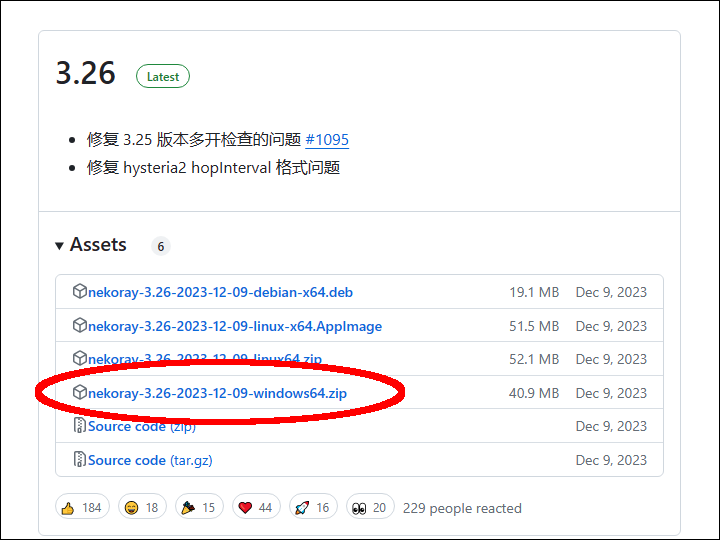 3.26 Latest
修复 3.25 版本多开检查的问题 #1095
修复 hysteria2 hopInterval 格式问题
Assets 6
nekoray-3.26-2023-12-09-debian-x64.deb 19.1 MB Dec 9, 2023
nekoray-3.26-2023-12-09-linux-x64.AppImage 51.5 MB Dec 9, 2023
nekoray-3.26-2023-12-09-linux64.zip 52.1 MB Dec 9, 2023
nekoray-3.26-2023-12-09-windows64.zip 40.9 MB Dec 9, 2023
Source code (zip) Dec 9, 2023
Source code (tar.gz) Dec 9, 2023
184 18 15 44 16 20 229 people reacted